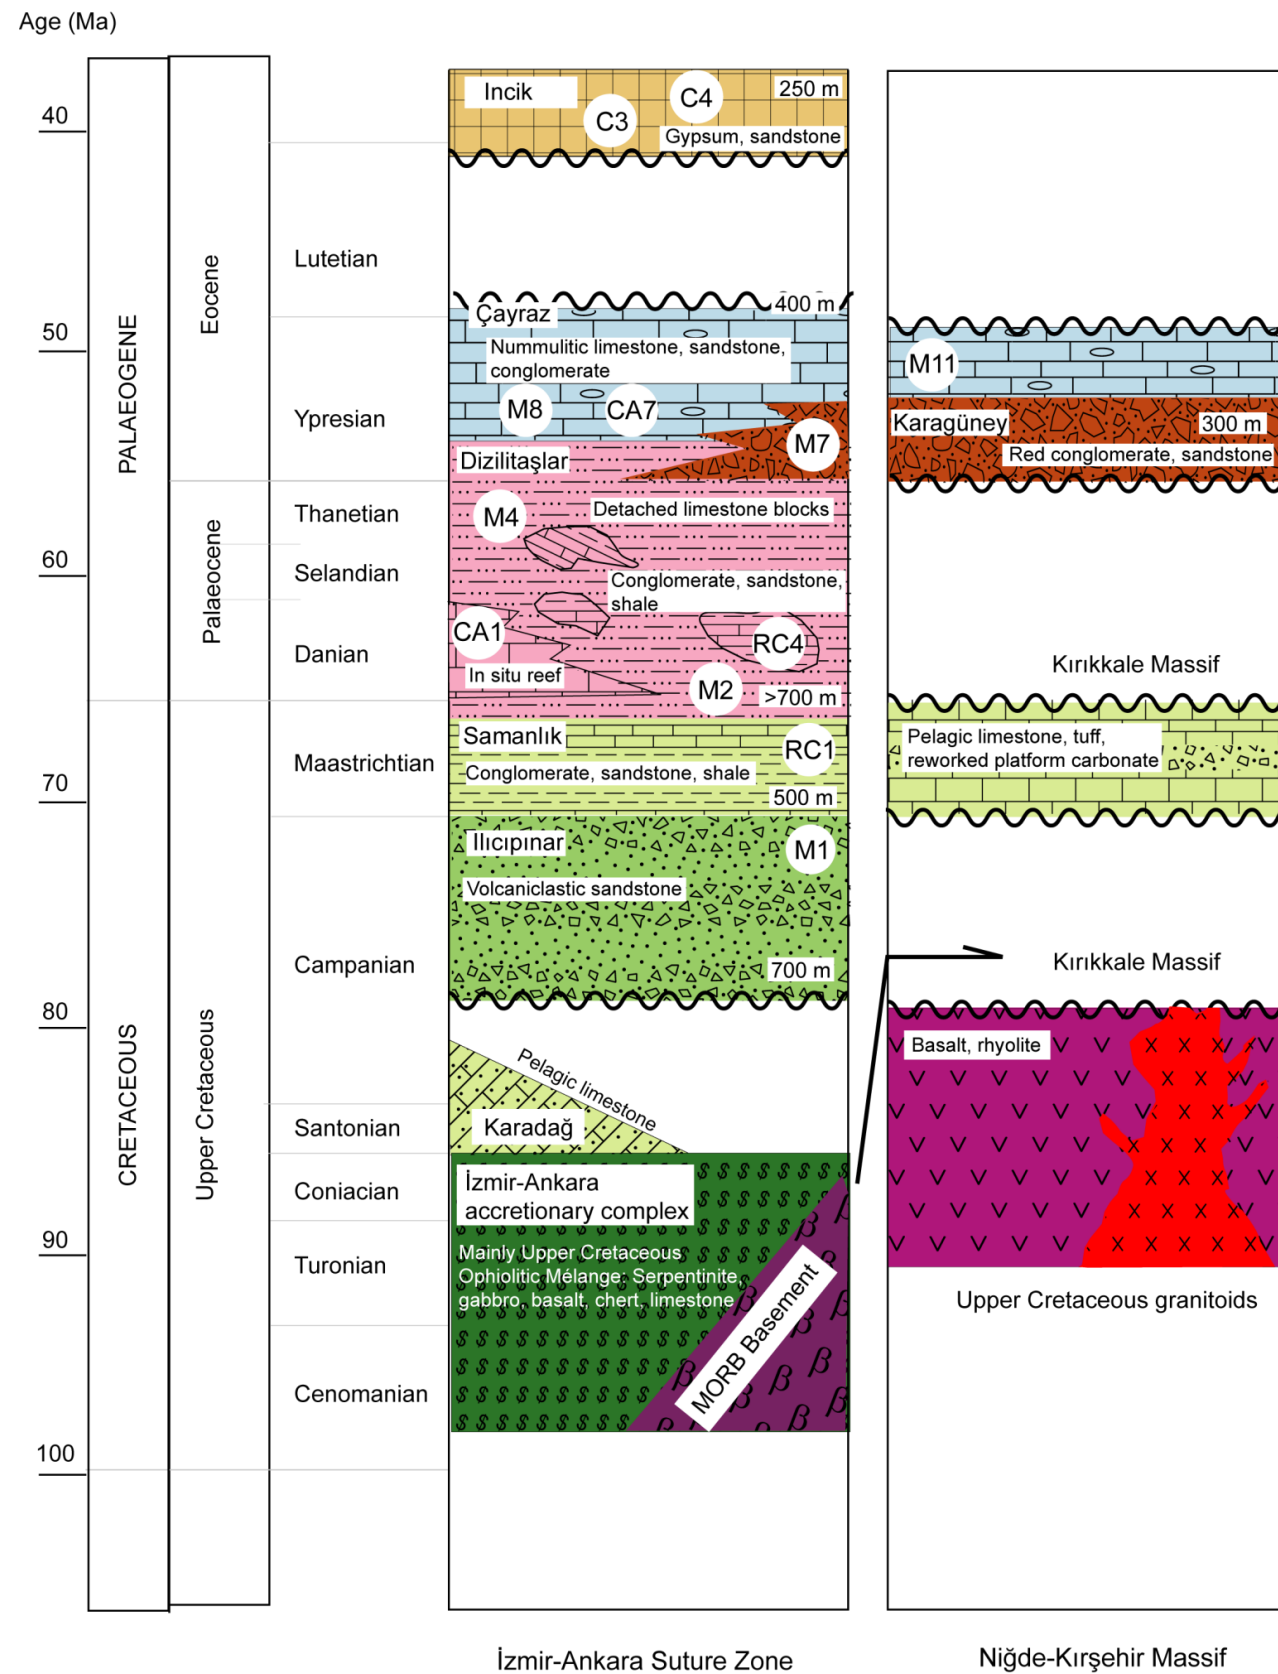 Age (Ma)
40
50
60
70
80
90
100
PALAEOGENE
CRETACEOUS
Eocene
Palaeocene
Upper Cretaceous
Lutetian
Ypresian
Thanetian
Selandian
Danian
Maastrichtian
Campanian
Santonian
Coniacian
Turonian
Cenomanian
Incik
C3
C4
250 m
Gypsum, sandstone
400 m
Çayraz
Nummulitic limestone, sandstone,
conglomerate
M8
CA7
M7
Dizilitaşlar
M4
Detached limestone blocks
Conglomerate, sandstone,
shale
CA1
RC4
In situ reef
M2
>700 m
Samanlık
RC1
Conglomerate, sandstone, shale
500 m
Ilıcıpınar
M1
Volcaniclastic sandstone
700 m
Pelagic limestone
Karadağ
İzmir-Ankara
accretionary complex
Mainly Upper Cretaceous
Ophiolitic Mélange: Serpentinite,
gabbro, basalt, chert, limestone
MORB Basement
İzmir-Ankara Suture Zone
M11
Karagüney
300 m
Red conglomerate, sandstone
Kırıkkale Massif
Pelagic limestone, tuff,
reworked platform carbonate
Kırıkkale Massif
Basalt, rhyolite
Upper Cretaceous granitoids
Niğde-Kırşehir Massif